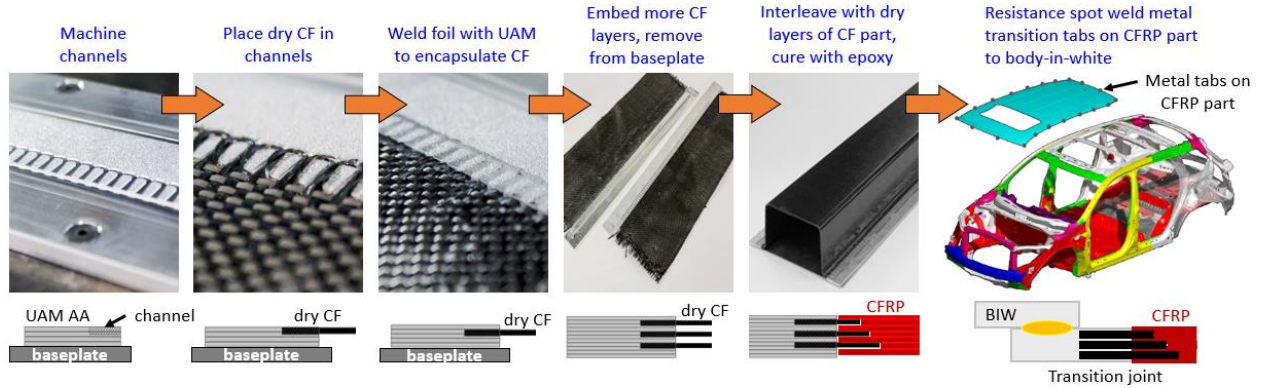 Machine
channels
Place dry CF in
channels
Weld foil with UAM
to encapsulate CF
Embed more CF
layers, remove
from baseplate
Interleave with dry
layers of CF part,
cure with epoxy
Resistance spot weld metal
transition tabs on CFRP part
to body-in-white
Metal tabs on
CFRP part
UAM AA
channel
baseplate
dry CF
baseplate
dry CF
baseplate
dry CF
CFRP
BIW
CFRP
Transition joint